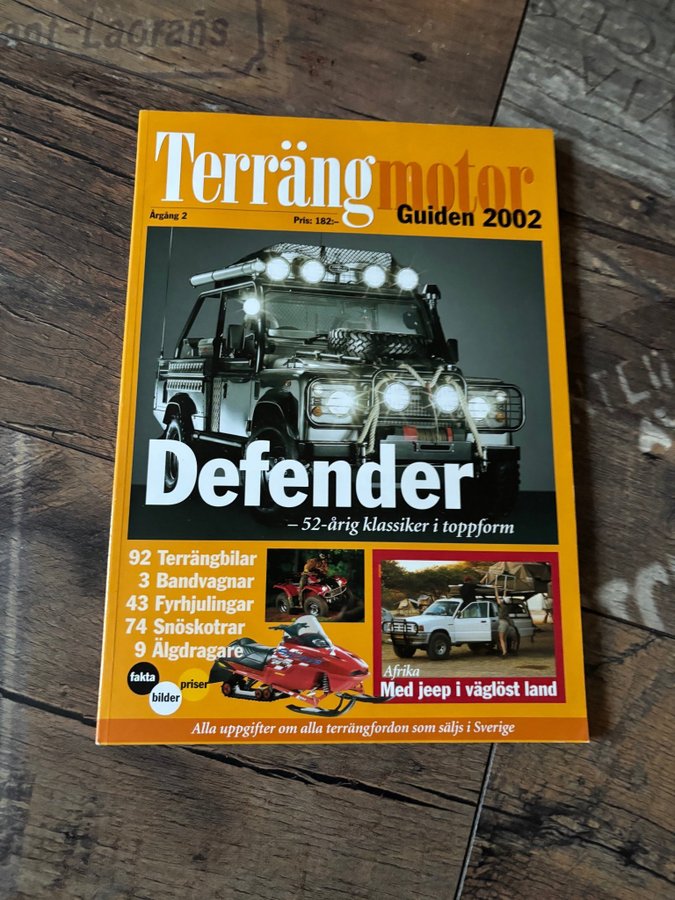 Terrängmotor
Guiden 2002
Årgång 2
Pris: 182:-
Defender
– 52-årig klassiker i toppform
92 Terrängbilar
3 Bandvagnar
43 Fyrhjulingar
74 Snöskotrar
9 Älgdragare
fakta
bilder
priser
Afrika
Med jeep i väglöst land
Alla uppgifter om alla terrängfordon som säljs i Sverige